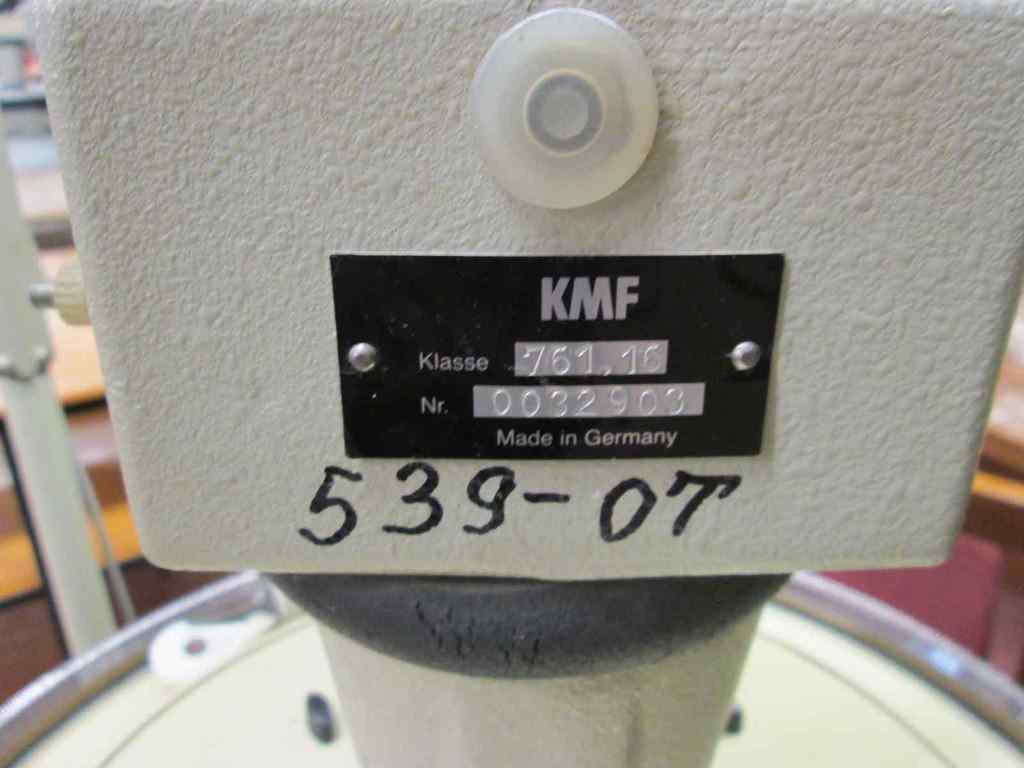 KMF
Klasse 761.16
Nr. 0032903
Made in Germany
539-07